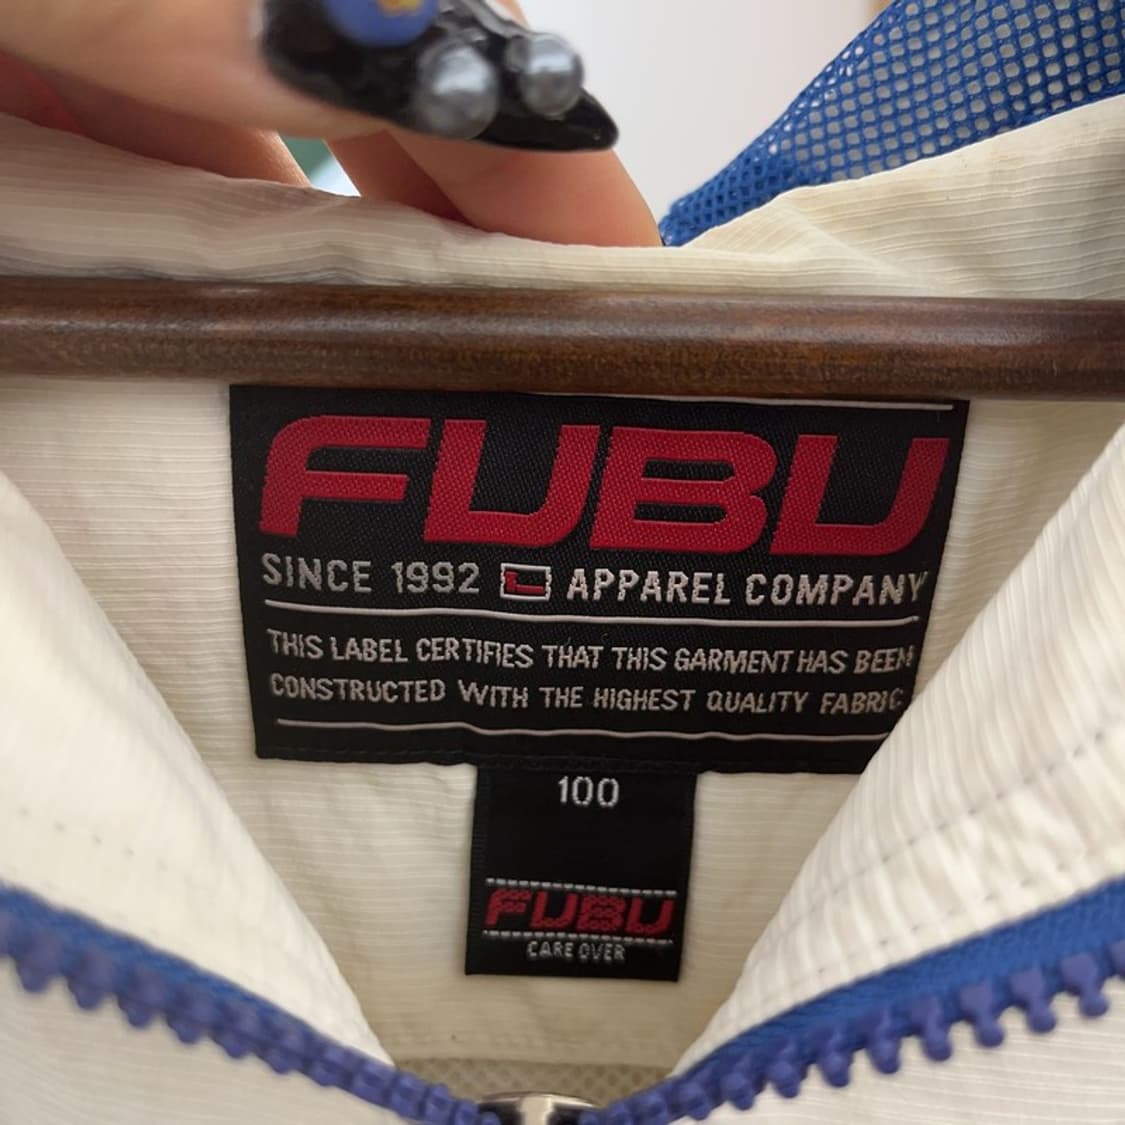 FUBU
SINCE 1992 APPAREL COMPANY
THIS LABEL CERTIFIES THAT THIS GARMENT HAS BEEN
CONSTRUCTED WITH THE HIGHEST QUALITY FABRIC
100
FUBU
CARE OVER